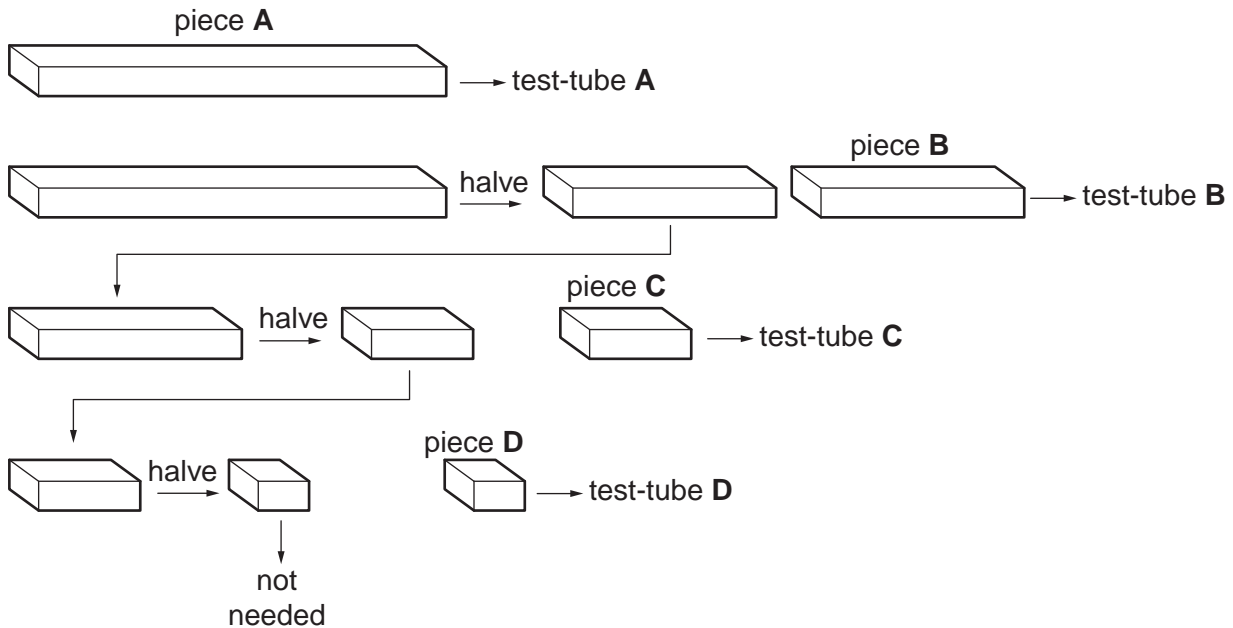 piece A
test-tube A
piece B
halve
test-tube B
piece C
halve
test-tube C
piece D
halve
test-tube D
not
needed